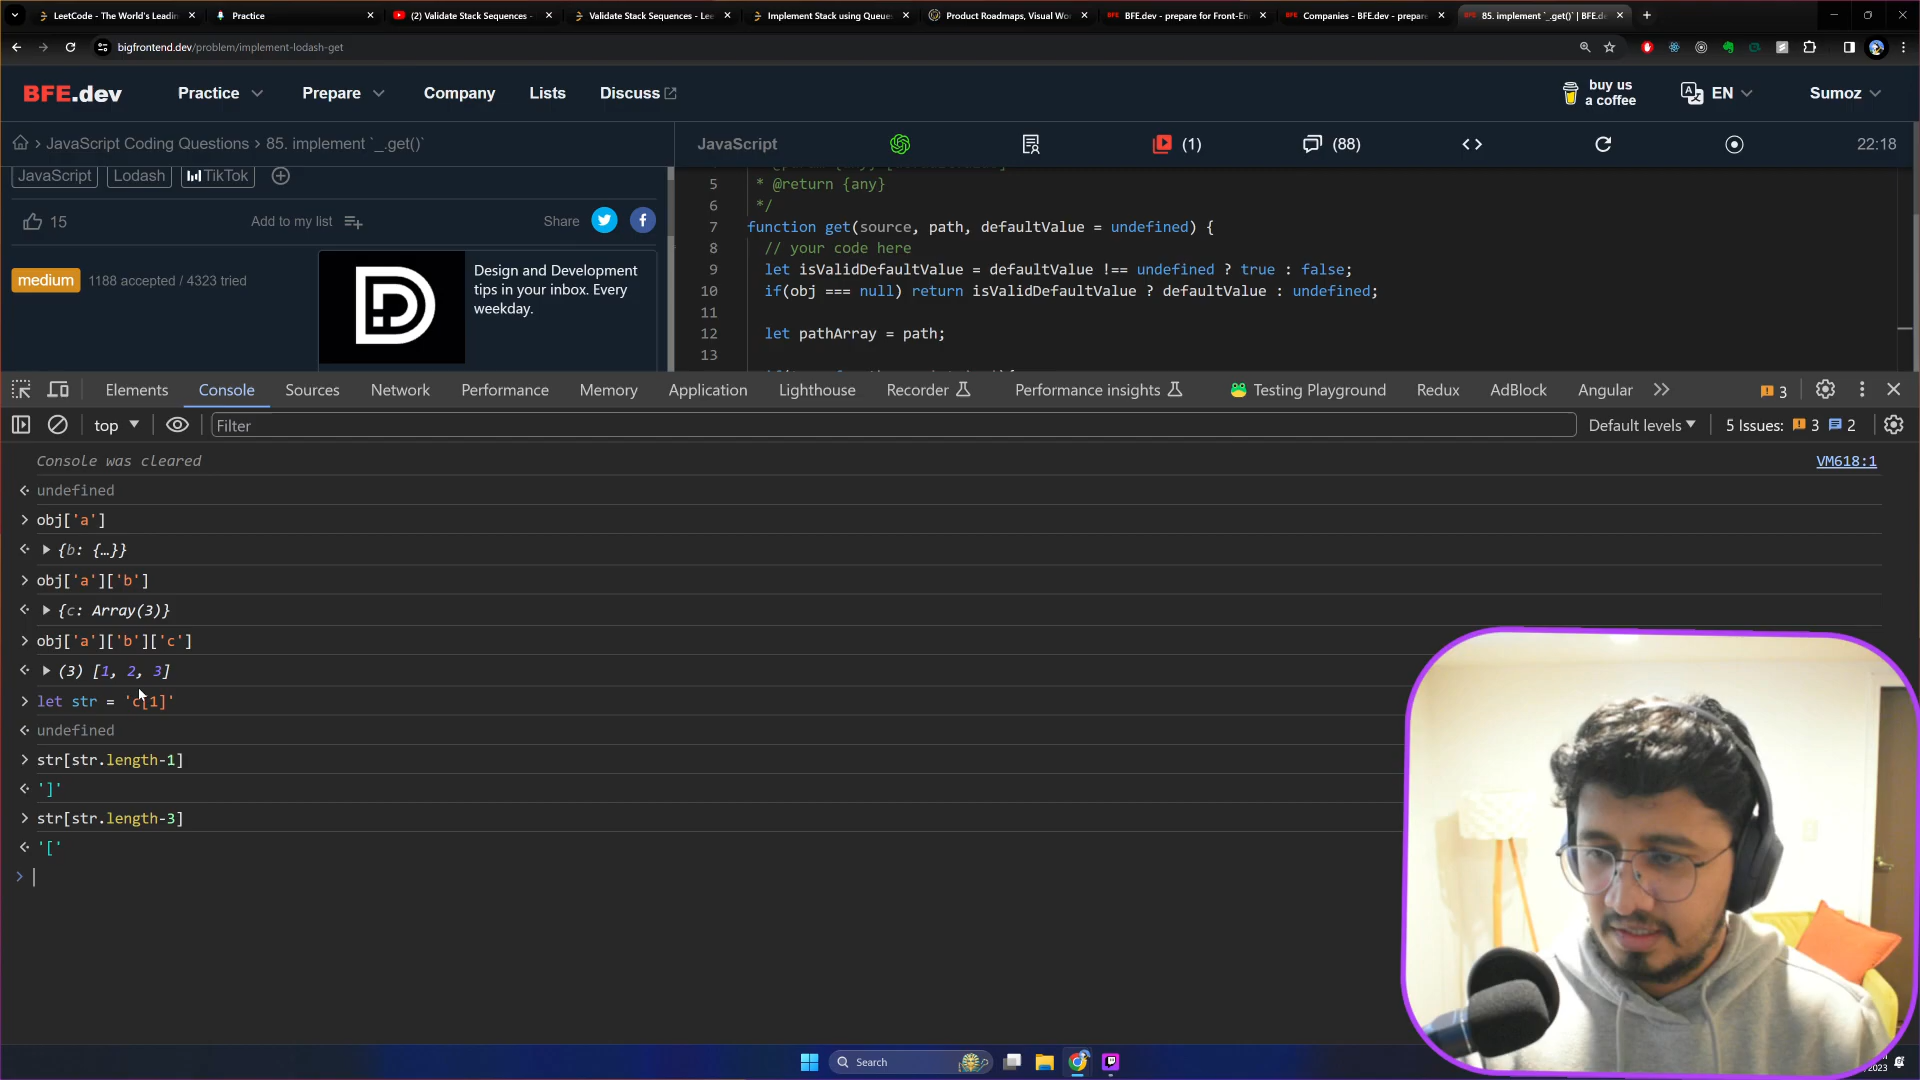 LeetCode - The World's Leadin
Practice
(2) Validate Stack Sequences -
Validate Stack Sequences - Lee
Implement Stack using Queue
Product Roadmaps, Visual Wor
BFE.dev - prepare for Front-En
Companies - BFE.dev - prepare
85. implement `_.get()` | BFE.de
bigfrontend.dev/problem/implement-lodash-get
BFE.dev
Practice
Prepare
Company
Lists
Discuss
buy us
a coffee
EN
Sumoz
JavaScript Coding Questions > 85. implement `_.get()`
JavaScript
(1)
(88)
22:18
JavaScript
Lodash
TikTok
15
Add to my list
Share
medium
1188 accepted / 4323 tried
Design and Development
tips in your inbox. Every
weekday.
5 * @return {any}
6 */
7 function get(source, path, defaultValue = undefined) {
8 // your code here
9 let isValidDefaultValue = defaultValue !== undefined ? true : false;
10 if(obj === null) return isValidDefaultValue ? defaultValue : undefined;
11
12 let pathArray = path;
13
Elements
Console
Sources
Network
Performance
Memory
Application
Lighthouse
Recorder
Performance insights
Testing Playground
Redux
AdBlock
Angular
3
top
Filter
Default levels
5 Issues: 3 2
Console was cleared
VM618:1
undefined
obj['a']
{b: {…}}
obj['a']['b']
{c: Array(3)}
obj['a']['b']['c']
(3) [1, 2, 3]
let str = 'c[1]'
undefined
str[str.length-1]
']'
str[str.length-3]
'['
Search
2023